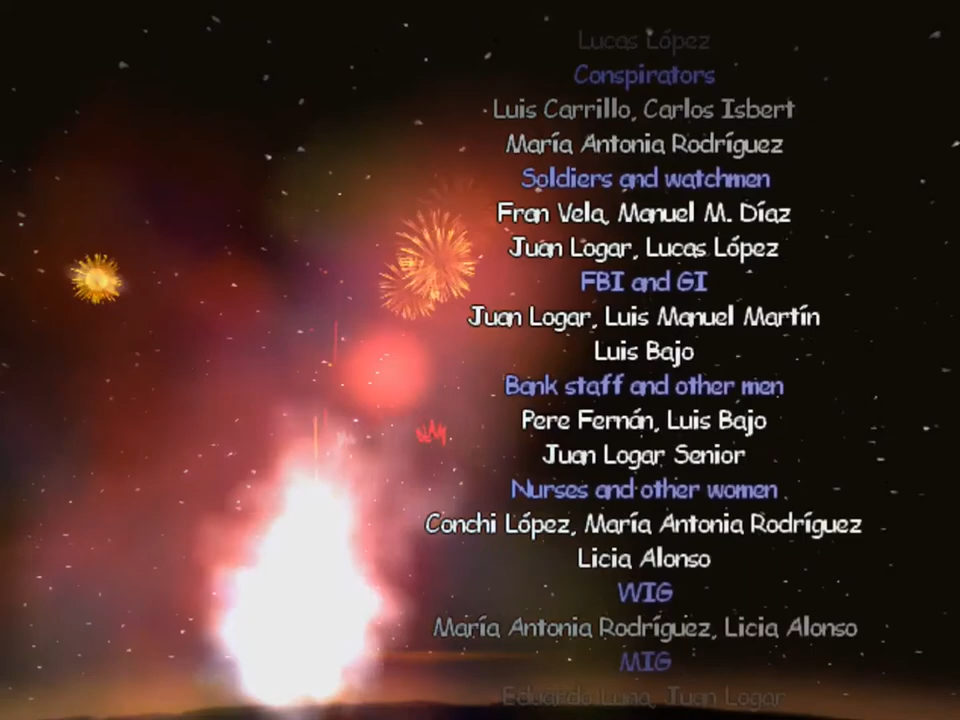 Lucas López
Conspirators
Luis Carrillo, Carlos Isbert
María Antonia Rodríguez
Soldiers and watchmen
Fran Vela, Manuel M. Díaz
Juan Logar, Lucas López
FBI and GI
Juan Logar, Luis Manuel Martín
Luis Bajo
Bank staff and other men
Pere Fernán, Luis Bajo
Juan Logar Senior
Nurses and other women
Conchi López, María Antonia Rodríguez
Licia Alonso
WIG
María Antonia Rodríguez, Licia Alonso
MIG
Eduardo Luna, Juan Logar